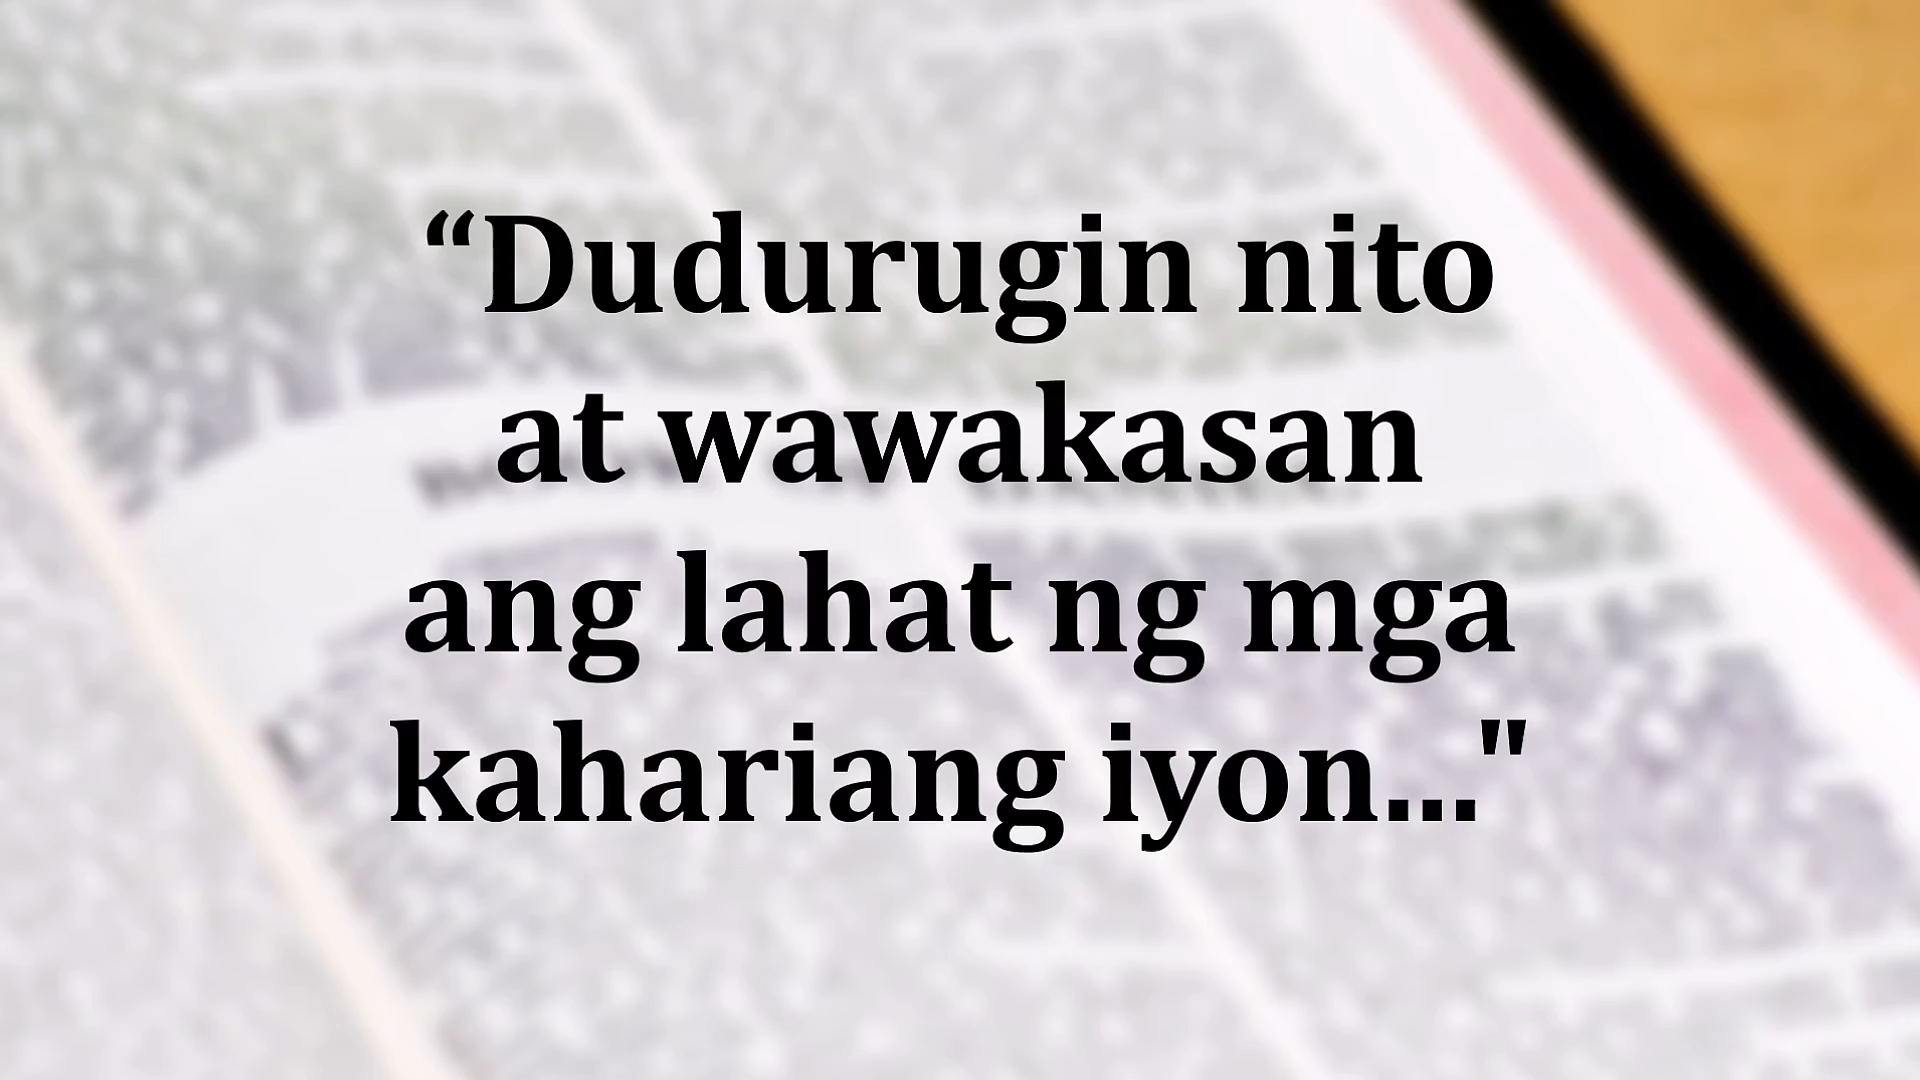 “Dudurugin nito
at wawakasan
ang lahat ng mga
kahariang iyon..."